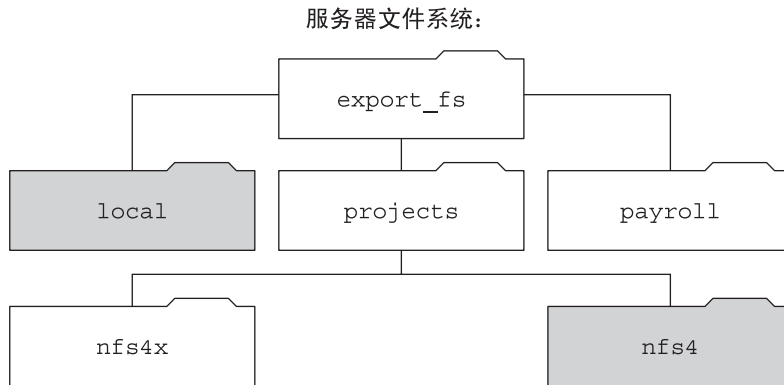 服务器文件系统：
export_fs
local
projects
payroll
nfs4x
nfs4